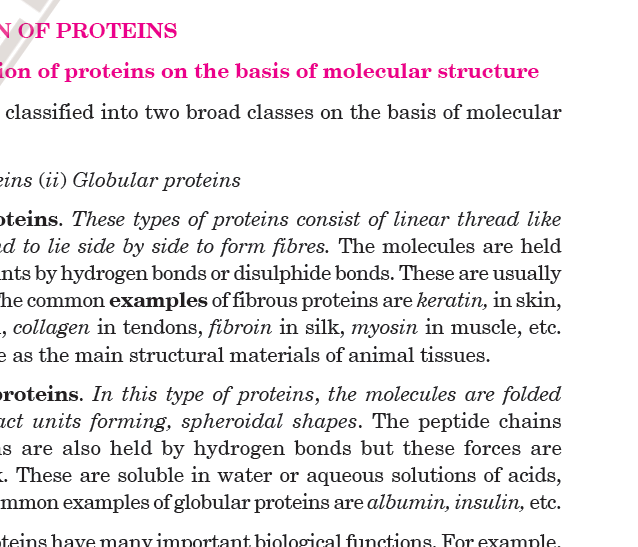 N OF PROTEINS
ion of proteins on the basis of molecular structure
classified into two broad classes on the basis of molecular
eins (ii) Globular proteins
oteins. These types of proteins consist of linear thread like
nd to lie side by side to form fibres. The molecules are held
ints by hydrogen bonds or disulphide bonds. These are usually
The common examples of fibrous proteins are keratin, in skin,
, collagen in tendons, fibroin in silk, myosin in muscle, etc.
e as the main structural materials of animal tissues.
proteins. In this type of proteins, the molecules are folded
act units forming, spheroidal shapes. The peptide chains
s are also held by hydrogen bonds but these forces are
k. These are soluble in water or aqueous solutions of acids,
mmon examples of globular proteins are albumin, insulin, etc.
oteins have many important biological functions. For example,